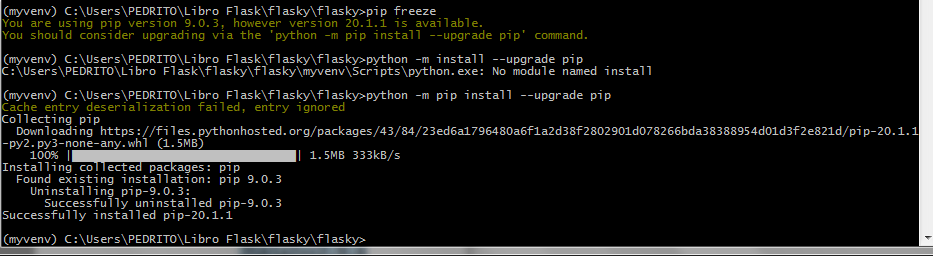 (myvenv) C:\Users\PEDRITO\Libro Flask\flasky\flasky>pip freeze
You are using pip version 9.0.3, however version 20.1.1 is available.
You should consider upgrading via the 'python -m pip install --upgrade pip' command.
(myvenv) C:\Users\PEDRITO\Libro Flask\flasky\flasky>python -m install --upgrade pip
C:\Users\PEDRITO\Libro Flask\flasky\flasky\myvenv\Scripts\python.exe: No module named install
(myvenv) C:\Users\PEDRITO\Libro Flask\flasky\flasky>python -m pip install --upgrade pip
Cache entry deserialization failed, entry ignored
Collecting pip
Downloading https://files.pythonhosted.org/packages/43/84/23ed6a1796480a6f1a2d38f2802901d078266bda38388954d01d3f2e821d/pip-20.1.1
-py2.py3-none-any.whl (1.5MB)
100% || 1.5MB 333kB/s
Installing collected packages: pip
Found existing installation: pip 9.0.3
Uninstalling pip-9.0.3:
Successfully uninstalled pip-9.0.3
Successfully installed pip-20.1.1
(myvenv) C:\Users\PEDRITO\Libro Flask\flasky\flasky>